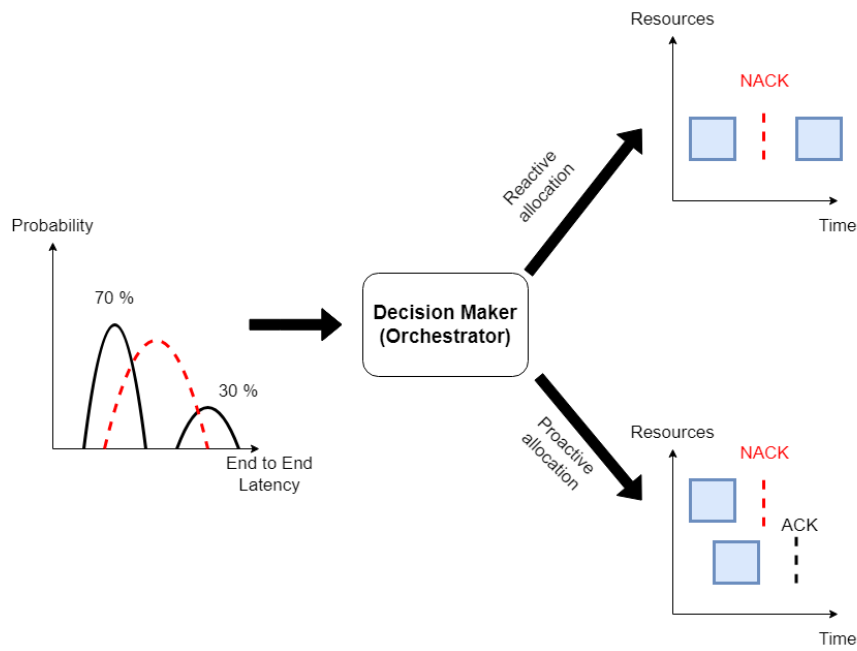 Probability
70 %
30 %
End to End
Latency
Decision Maker
(Orchestrator)
Reactive
allocation
Proactive
allocation
Resources
NACK
Time
Resources
NACK
ACK
Time